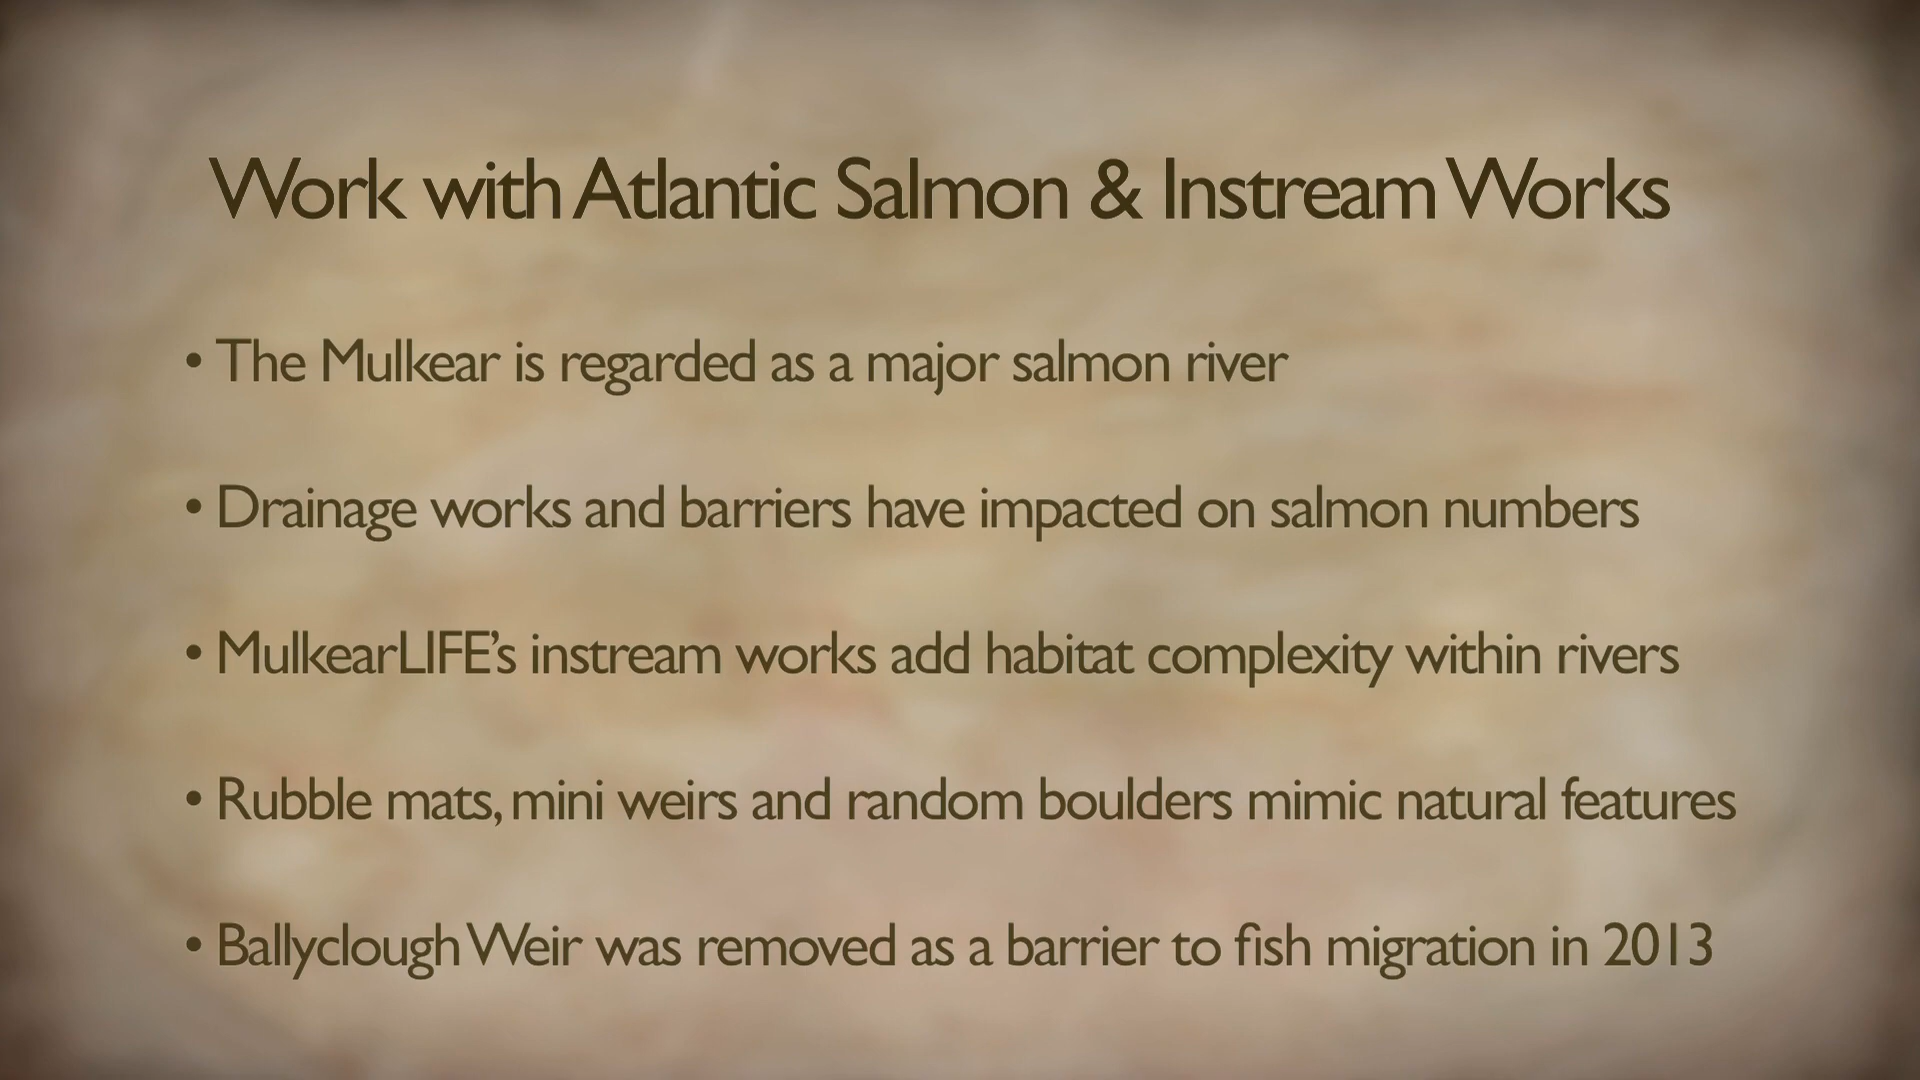 Work with Atlantic Salmon & Instream Works
• The Mulkear is regarded as a major salmon river
• Drainage works and barriers have impacted on salmon numbers
• MulkearLIFE’s instream works add habitat complexity within rivers
• Rubble mats, mini weirs and random boulders mimic natural features
• Ballyclough Weir was removed as a barrier to fish migration in 2013